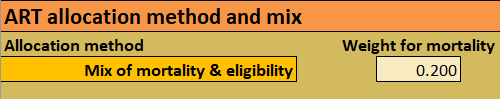 ART allocation method and mix
Allocation method Weight for mortality
Mix of mortality & eligibility 0.200